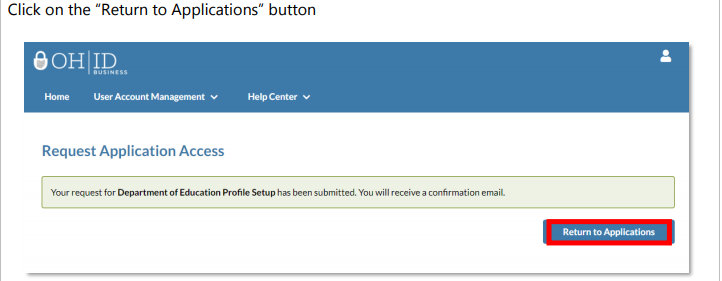 Click on the “Return to Applications” button
OH|ID
BUSINESS
Home User Account Management Help Center
Request Application Access
Your request for Department of Education Profile Setup has been submitted. You will receive a confirmation email.
Return to Applications